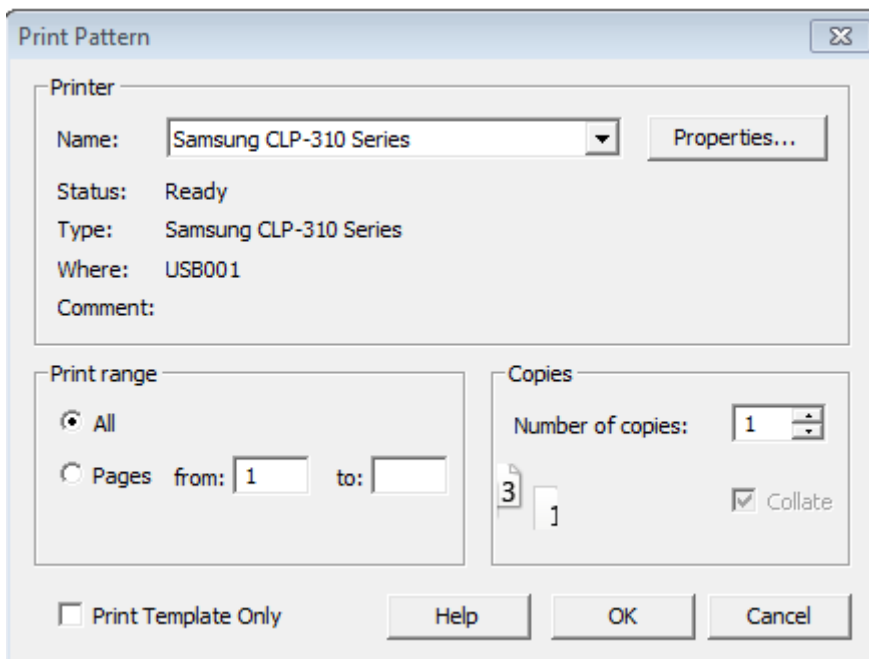 Print Pattern
Printer
Name: Samsung CLP-310 Series Properties...
Status: Ready
Type: Samsung CLP-310 Series
Where: USB001
Comment:
Print range
All
Pages from: 1 to:
Copies
Number of copies: 1
3 1 Collate
Print Template Only Help OK Cancel